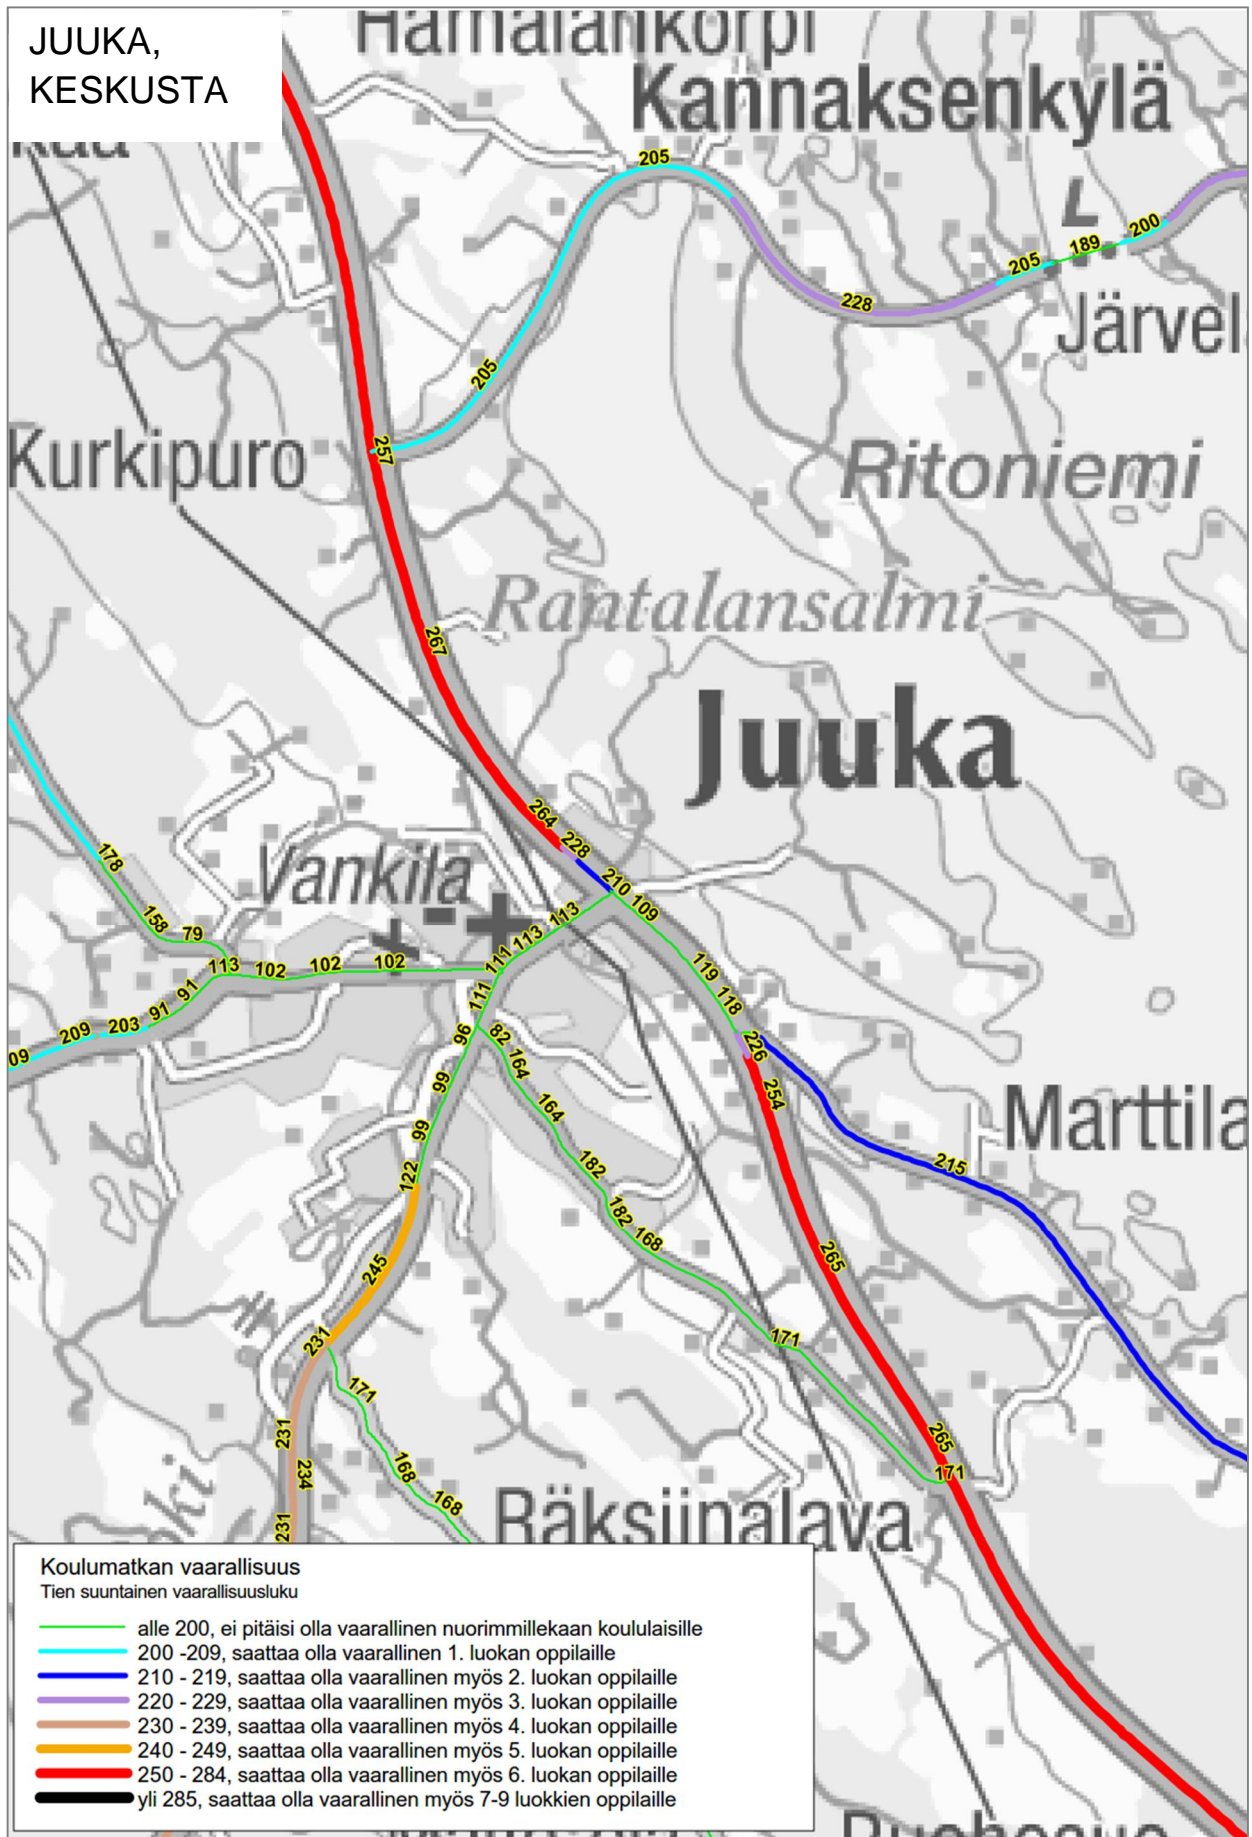 JUUKA,
KESKUSTA
Hämälänkorpi
Kannaksenkylä
205
200
189
205
228
205
Järvel
257
Kurkipuro
Ritoniemi
Rantalansalmi
267
Juuka
264
228
178
Vankila
210
109
158
79
113
113
111
113
102
102
102
119
91
91
111
118
209
203
96
82
226
09
164
99
254
164
Marttila
99
182
215
122
182
168
245
265
231
171
171
231
265
234
168
171
168
231
Räksiinalava
Koulumatkan vaarallisuus
Tien suuntainen vaarallisuusluku
alle 200, ei pitäisi olla vaarallinen nuorimmillekaan koululaisille
200 -209, saattaa olla vaarallinen 1. luokan oppilaille
210 - 219, saattaa olla vaarallinen myös 2. luokan oppilaille
220 - 229, saattaa olla vaarallinen myös 3. luokan oppilaille
230 - 239, saattaa olla vaarallinen myös 4. luokan oppilaille
240 - 249, saattaa olla vaarallinen myös 5. luokan oppilaille
250 - 284, saattaa olla vaarallinen myös 6. luokan oppilaille
yli 285, saattaa olla vaarallinen myös 7-9 luokkien oppilaille